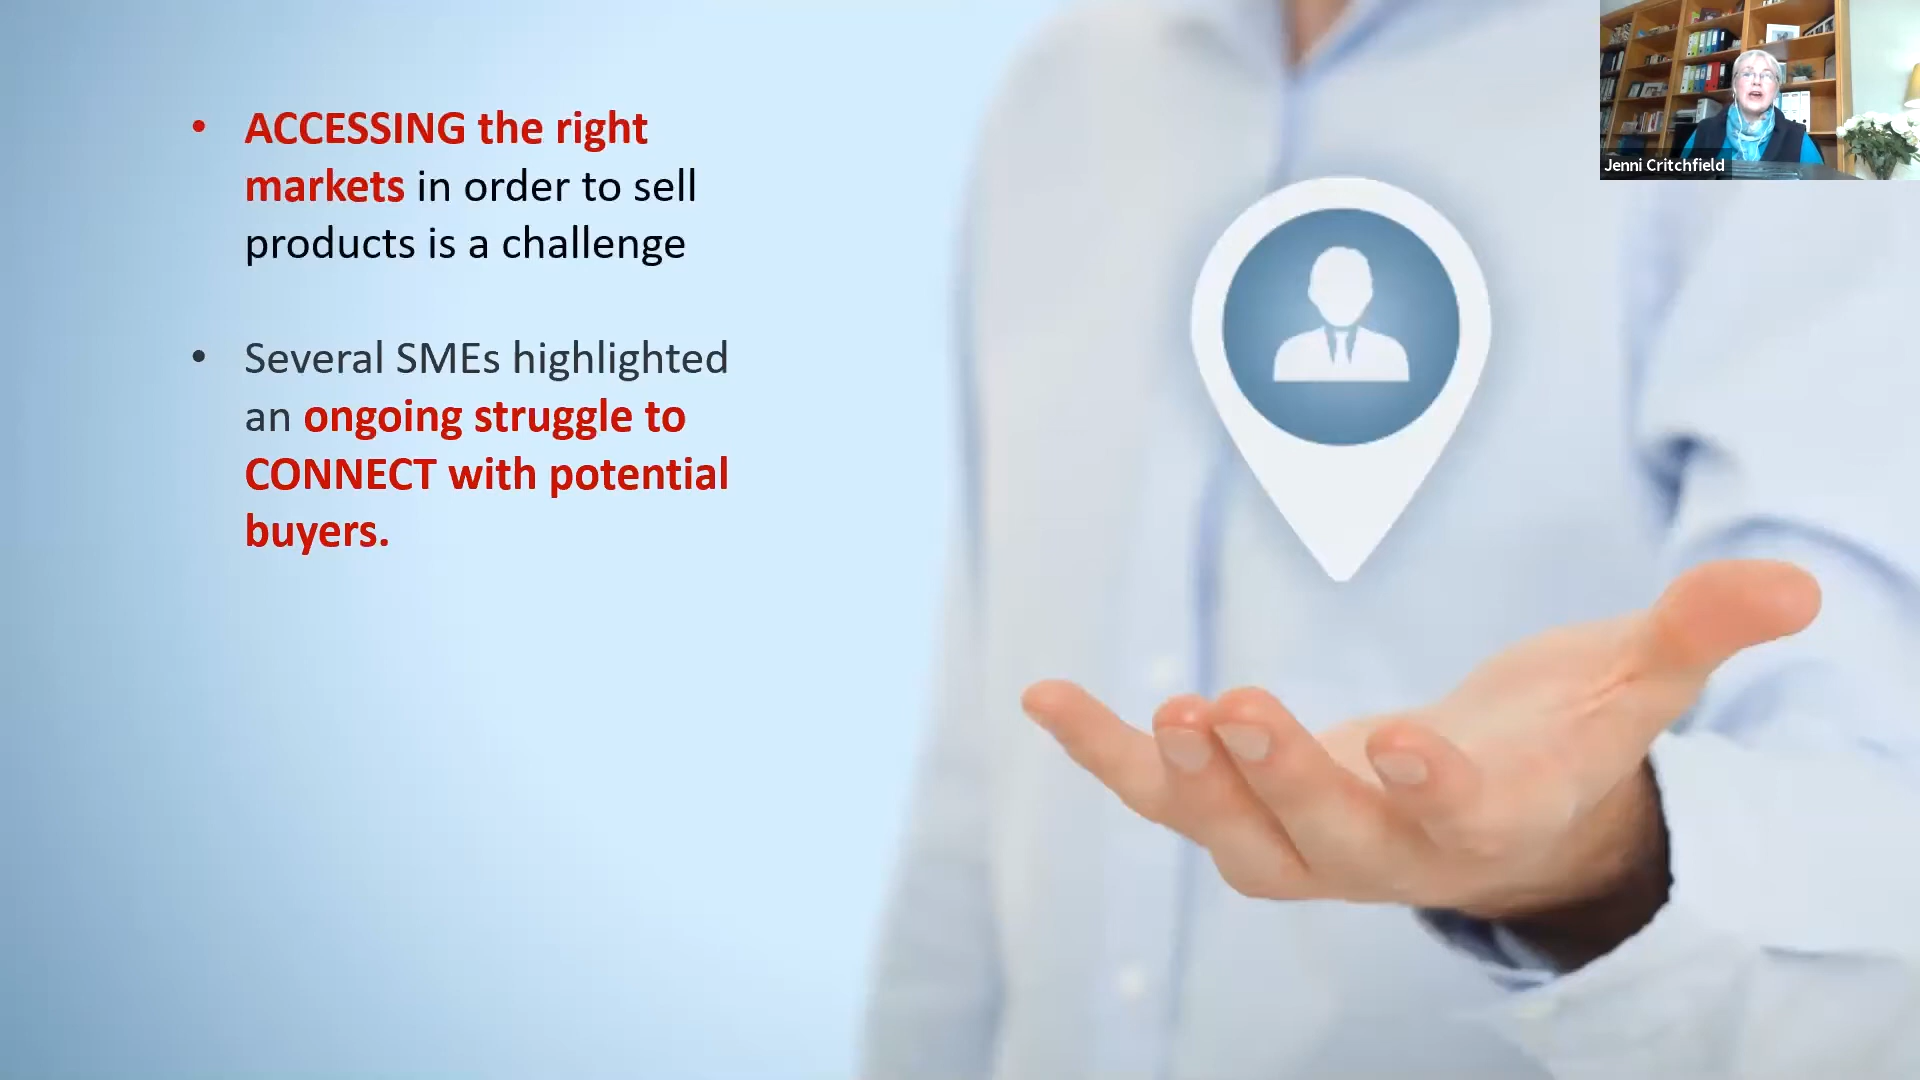 • ACCESSING the right
markets in order to sell
products is a challenge
• Several SMEs highlighted
an ongoing struggle to
CONNECT with potential
buyers.
Jenni Critchfield